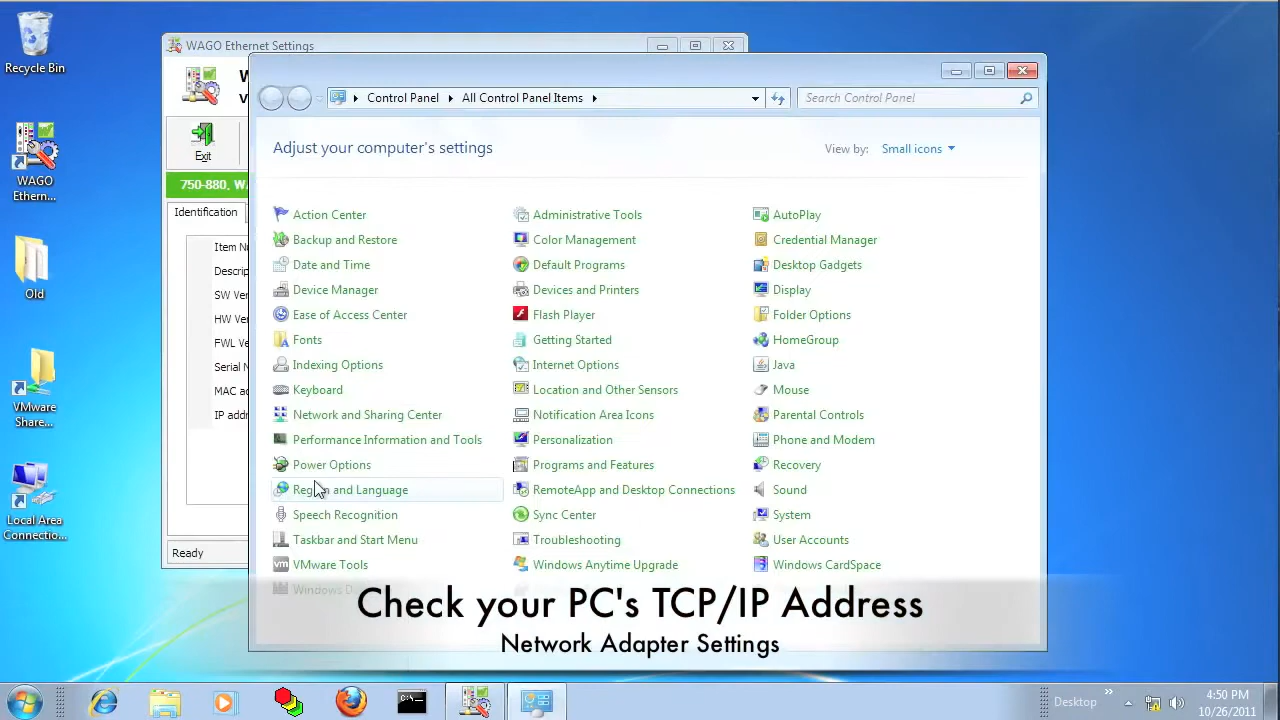 Recycle Bin
WAGO Ethern...
Old
VMware Share...
Local Area Connectio...
WAGO Ethernet Settings
Exit
750-880, WA
Identification
Item Nu
Descrip
SW Ver
HW Ver
FWL Ve
Serial N
MAC ad
IP addr
Ready
Control Panel
All Control Panel Items
Search Control Panel
Adjust your computer's settings
View by: Small icons
Action Center
Administrative Tools
AutoPlay
Backup and Restore
Color Management
Credential Manager
Date and Time
Default Programs
Desktop Gadgets
Device Manager
Devices and Printers
Display
Ease of Access Center
Flash Player
Folder Options
Fonts
Getting Started
HomeGroup
Indexing Options
Internet Options
Java
Keyboard
Location and Other Sensors
Mouse
Network and Sharing Center
Notification Area Icons
Parental Controls
Performance Information and Tools
Personalization
Phone and Modem
Power Options
Programs and Features
Recovery
Region and Language
RemoteApp and Desktop Connections
Sound
Speech Recognition
Sync Center
System
Taskbar and Start Menu
Troubleshooting
User Accounts
VMware Tools
Windows Anytime Upgrade
Windows CardSpace
Windows D
Check your PC's TCP/IP Address
Network Adapter Settings
Desktop
4:50 PM
10/26/2011